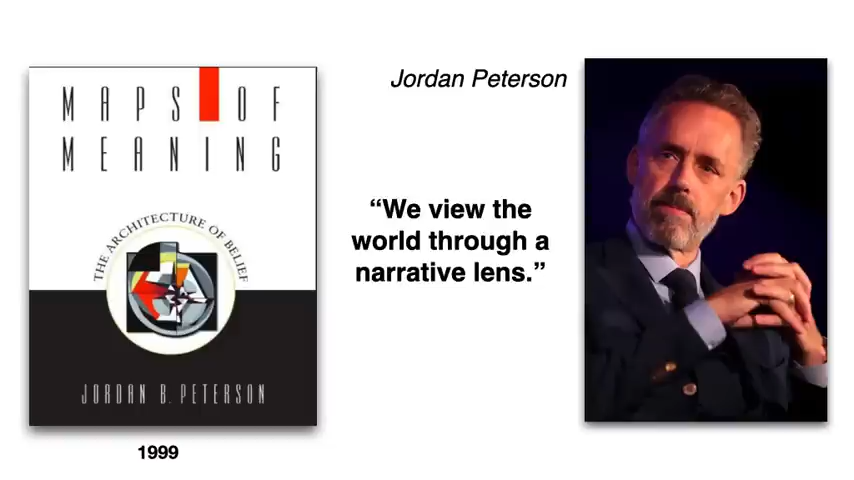 MAPS OF
MEANING
THE ARCHITECTURE OF BELIEF
JORDAN B. PETERSON
1999
Jordan Peterson
“We view the
world through a
narrative lens.”